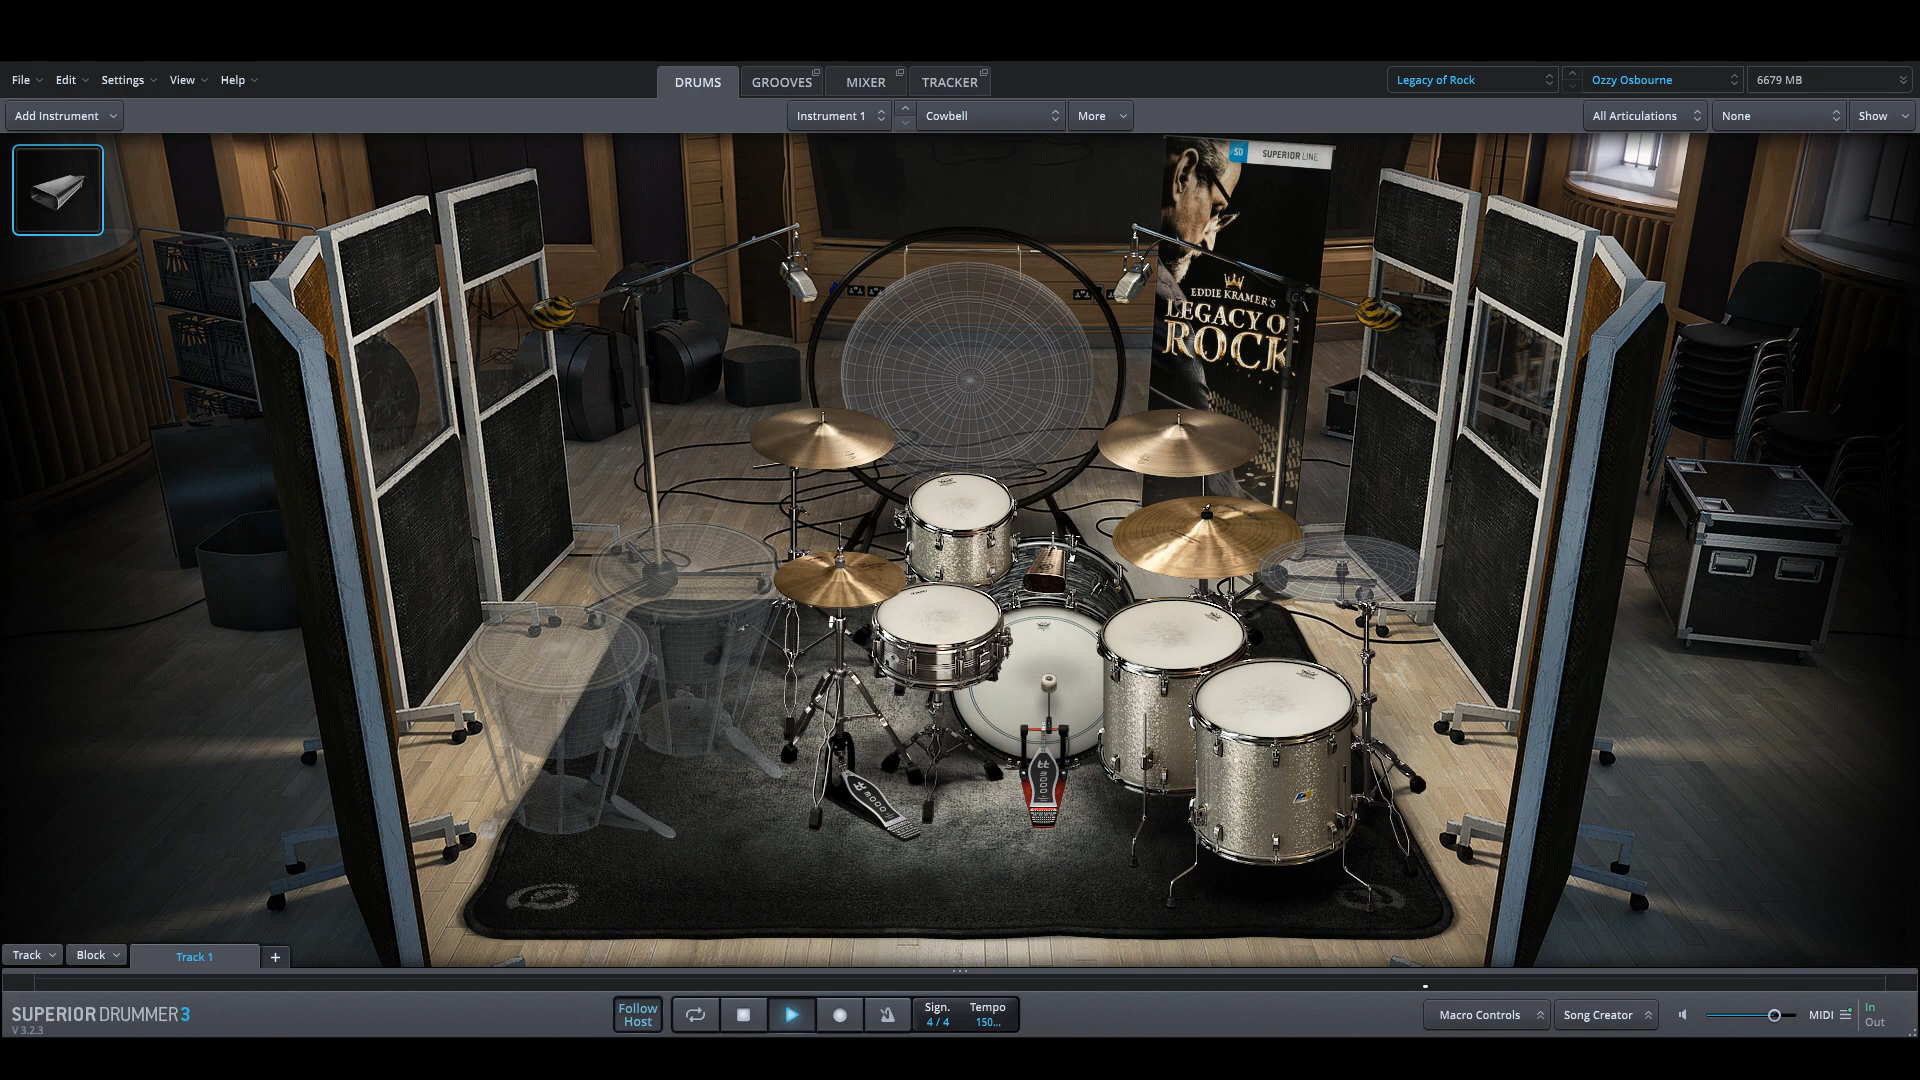 File Edit Settings View Help
DRUMS GROOVES MIXER TRACKER
Legacy of Rock Ozzy Osbourne 6679 MB
Add Instrument Instrument 1 Cowbell More All Articulations None Show
SD SUPERIOR LINE
EDDIE KRAMER'S
LEGACY OF
ROCK
3000
3000
Track Block Track 1 +
SUPERIOR DRUMMER 3
V 3.2.3
Follow
Host
Sign. Tempo
4 / 4 150...
Macro Controls Song Creator MIDI In
Out